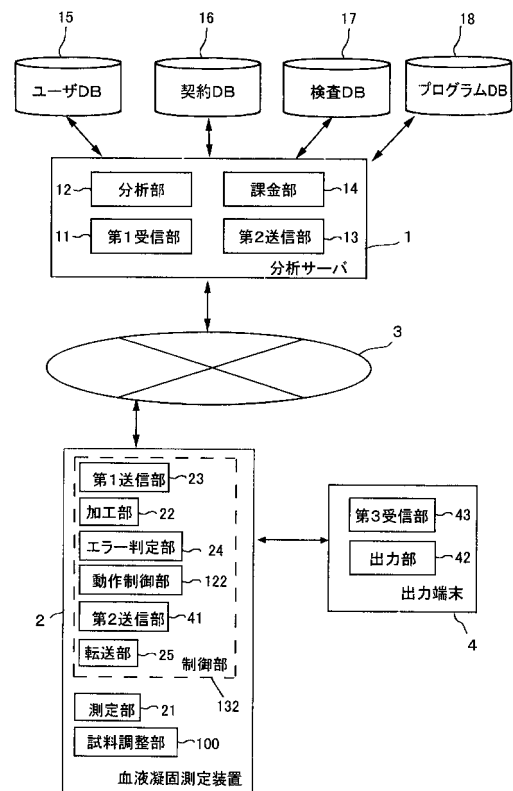 15
16
17
18
ユーザDB
契約DB
検査DB
プログラムDB
12
分析部
課金部
14
11
第1受信部
第2送信部
13
1
分析サーバ
3
第1送信部
23
加工部
22
エラー判定部
24
動作制御部
122
2
第2送信部
41
転送部
25
制御部
132
測定部
21
試料調整部
100
血液凝固測定装置
第3受信部
43
出力部
42
出力端末
4